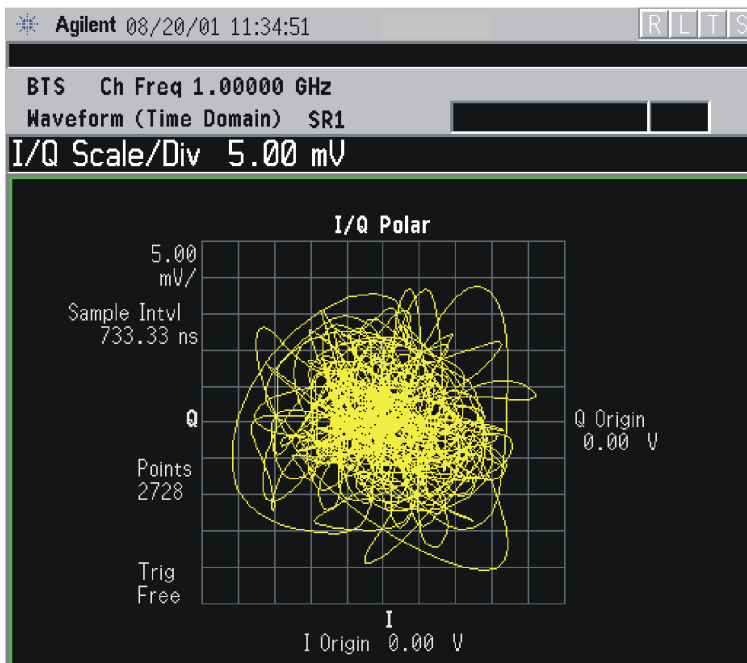 Agilent 08/20/01 11:34:51 R L T S
BTS Ch Freq 1.00000 GHz
Waveform (Time Domain) SR1
I/Q Scale/Div 5.00 mV
I/Q Polar
5.00
mV/
Sample Intvl
733.33 ns
Q
Q Origin
0.00 V
Points
2728
Trig
Free
I
I Origin 0.00 V